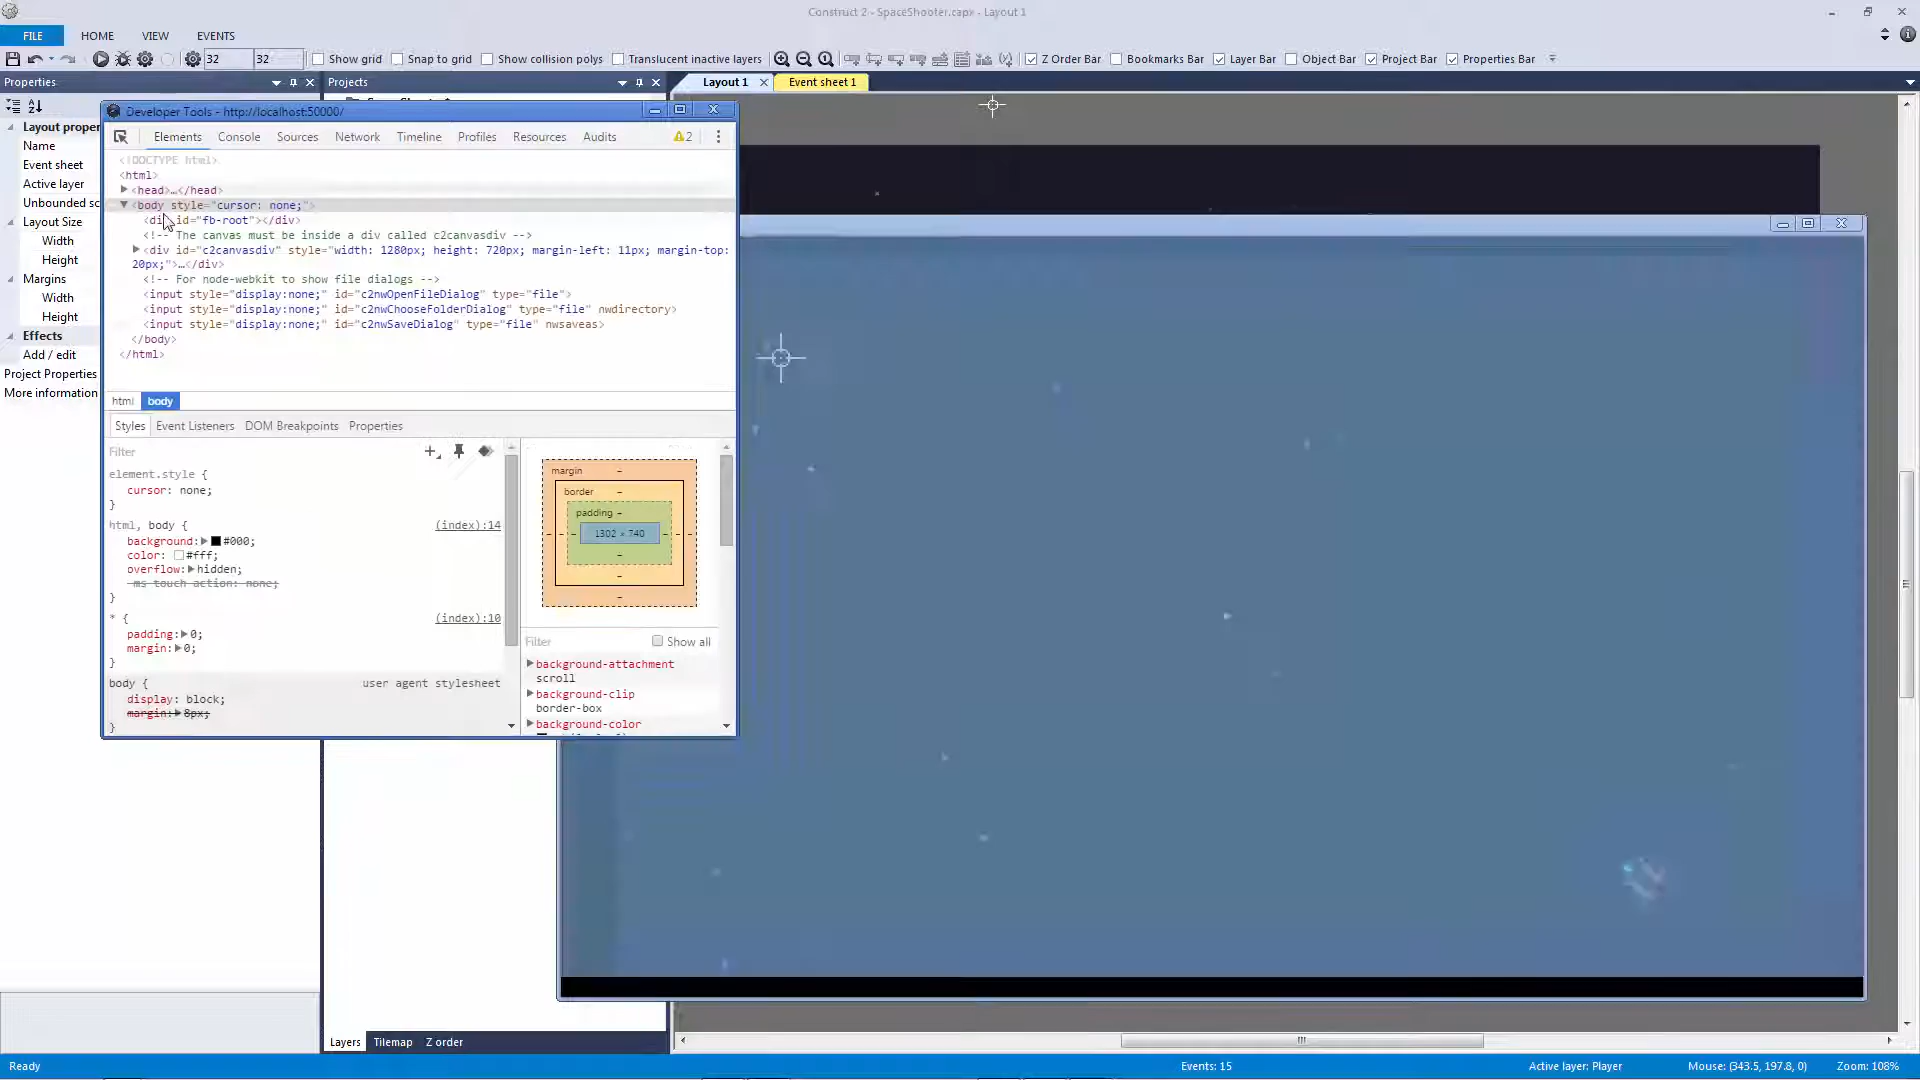 Construct 2 - SpaceShooter.capx - Layout 1
FILE HOME VIEW EVENTS
32 32 Show grid Snap to grid Show collision polys Translucent inactive layers Z Order Bar Bookmarks Bar Layer Bar Object Bar Project Bar Properties Bar
Properties Projects Layout 1 Event sheet 1
Layout proper
Name
Event sheet
Active layer
Unbounded sc
Layout Size
Width
Height
Margins
Width
Height
Effects
Add / edit
Project Properties
More information
Developer Tools - http://localhost:50000/
Elements Console Sources Network Timeline Profiles Resources Audits 2
<!DOCTYPE html>
<html>
<head>…</head>
<body style="cursor: none;">
<div id="fb-root"></div>
<!-- The canvas must be inside a div called c2canvasdiv -->
<div id="c2canvasdiv" style="width: 1280px; height: 720px; margin-left: 11px; margin-top:
20px;">…</div>
<!-- For node-webkit to show file dialogs -->
<input style="display:none;" id="c2nwOpenFileDialog" type="file">
<input style="display:none;" id="c2nwChooseFolderDialog" type="file" nwdirectory>
<input style="display:none;" id="c2nwSaveDialog" type="file" nwsaveas>
</body>
</html>
html body
Styles Event Listeners DOM Breakpoints Properties
Filter
element.style {
cursor: none;
}
html, body { (index):14
background: #000;
color: #fff;
overflow: hidden;
-ms-touch-action: none;
}
* { (index):10
padding: 0;
margin: 0;
}
body { user agent stylesheet
display: block;
margin: 8px;
}
margin -
border -
padding -
1302 × 740
Filter Show all
background-attachment
scroll
background-clip
border-box
background-color
Layers Tilemap Z order
Ready Events: 15 Active layer: Player Mouse: (343.5, 197.8, 0) Zoom: 108%